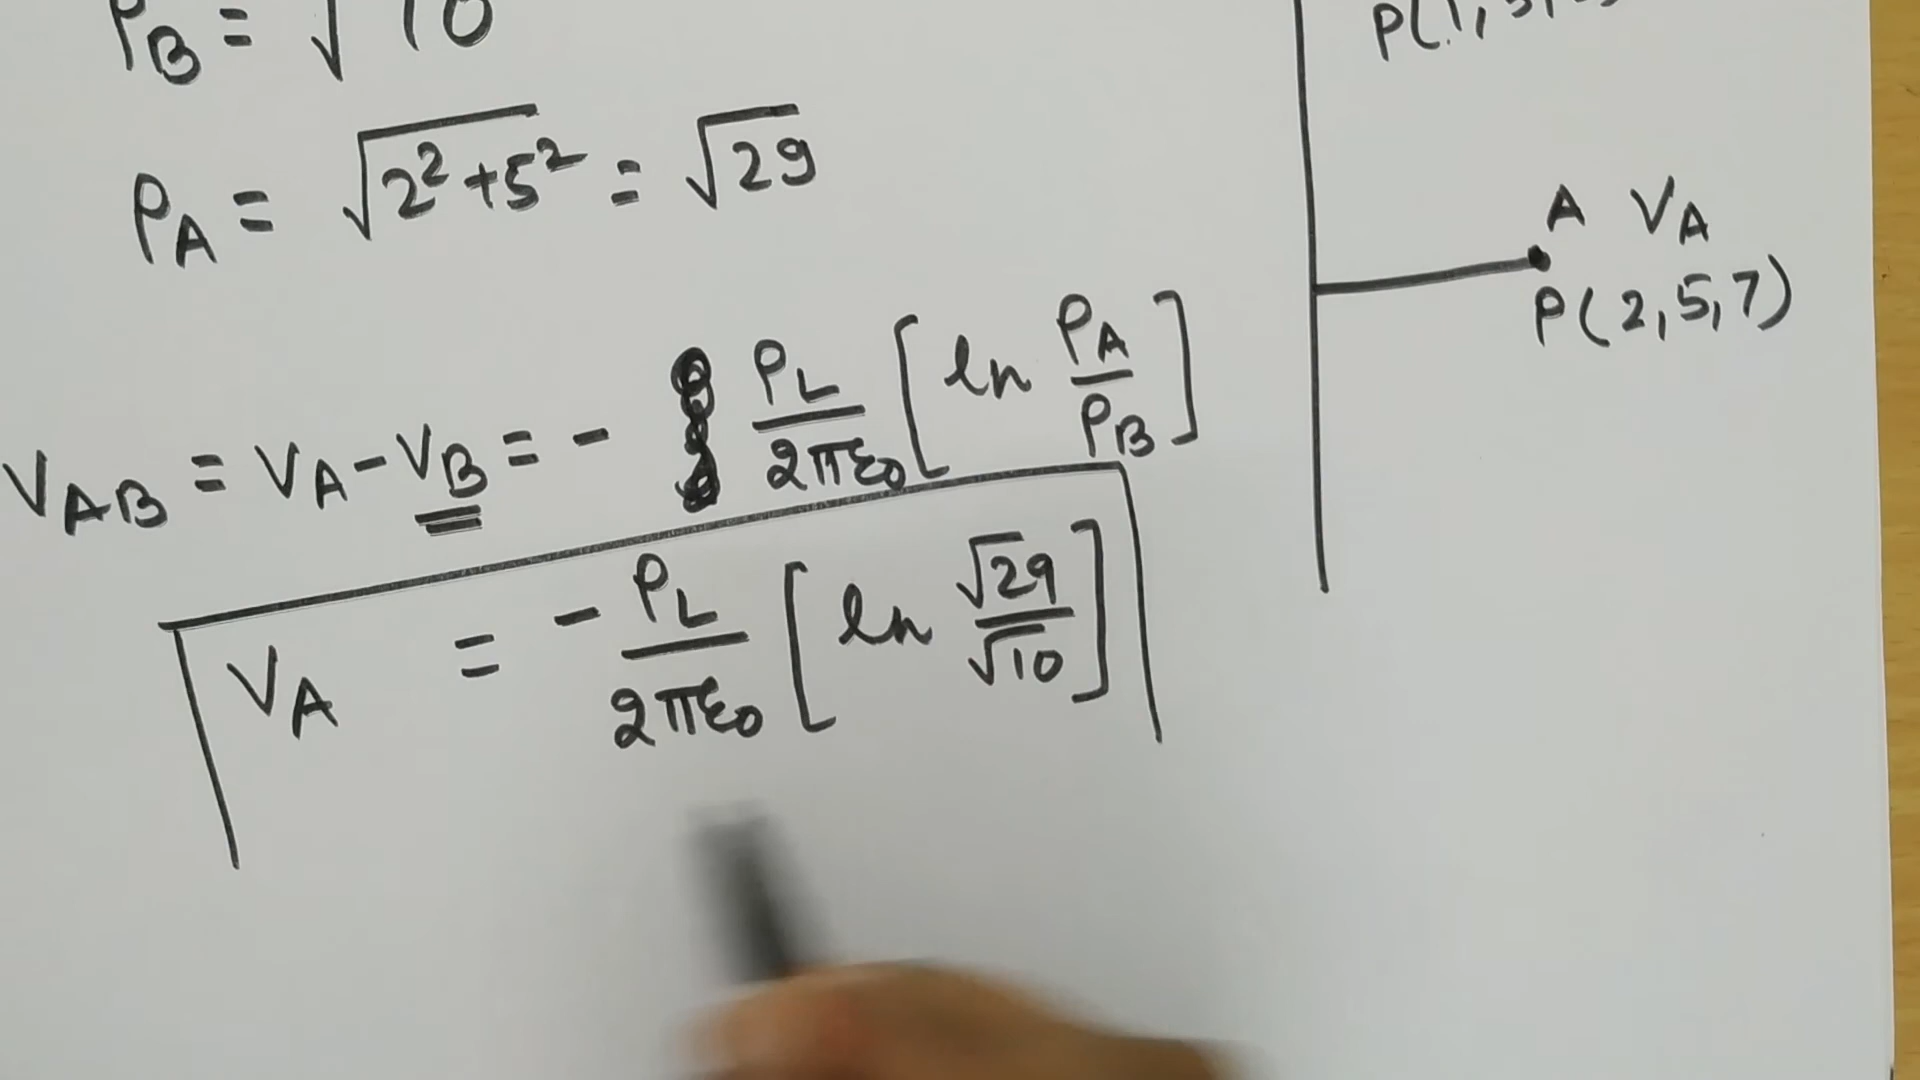 ρB = √10
ρA = √2²+5² = √29
VAB = VA - VB = - ρL/2πε₀ [ln ρA/ρB]
VA = - ρL/2πε₀ [ln √29/√10]
P(1,
A VA
P(2,5,7)